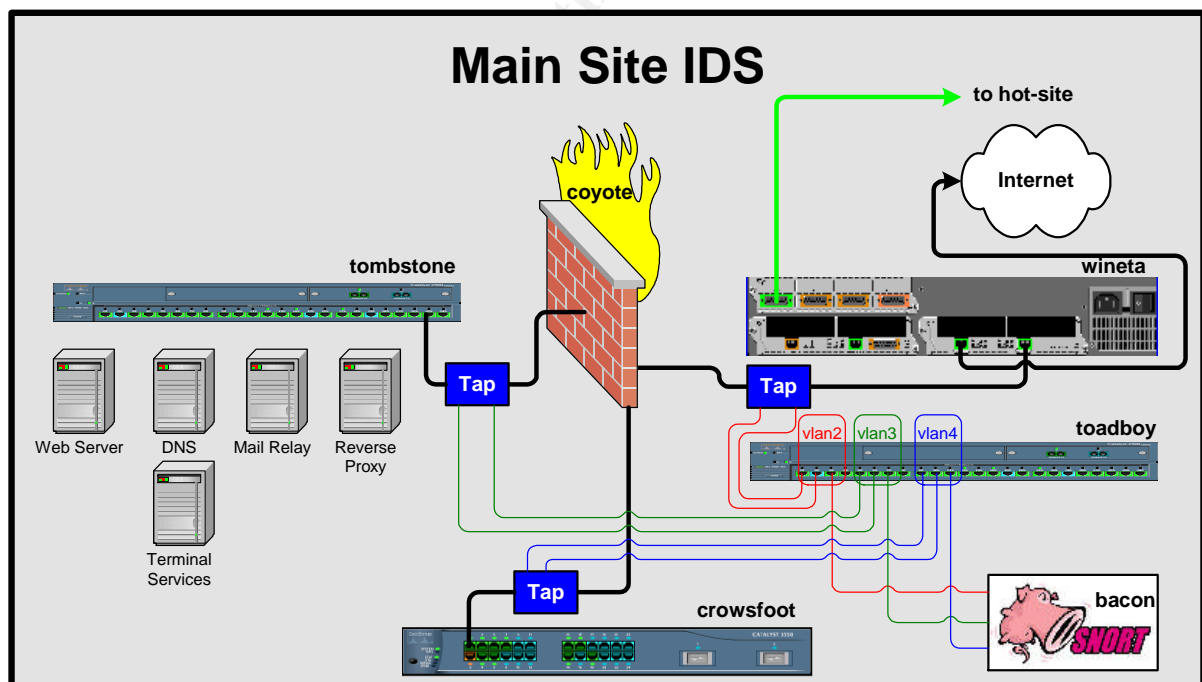 Main Site IDS
to hot-site
Internet
coyote
tombstone
wineta
Tap
Tap
Web Server
DNS
Mail Relay
Reverse
Proxy
vlan2
vlan3
vlan4
toadboy
Terminal
Services
Tap
crowsfoot
CATALYST 3550
bacon
SNORT